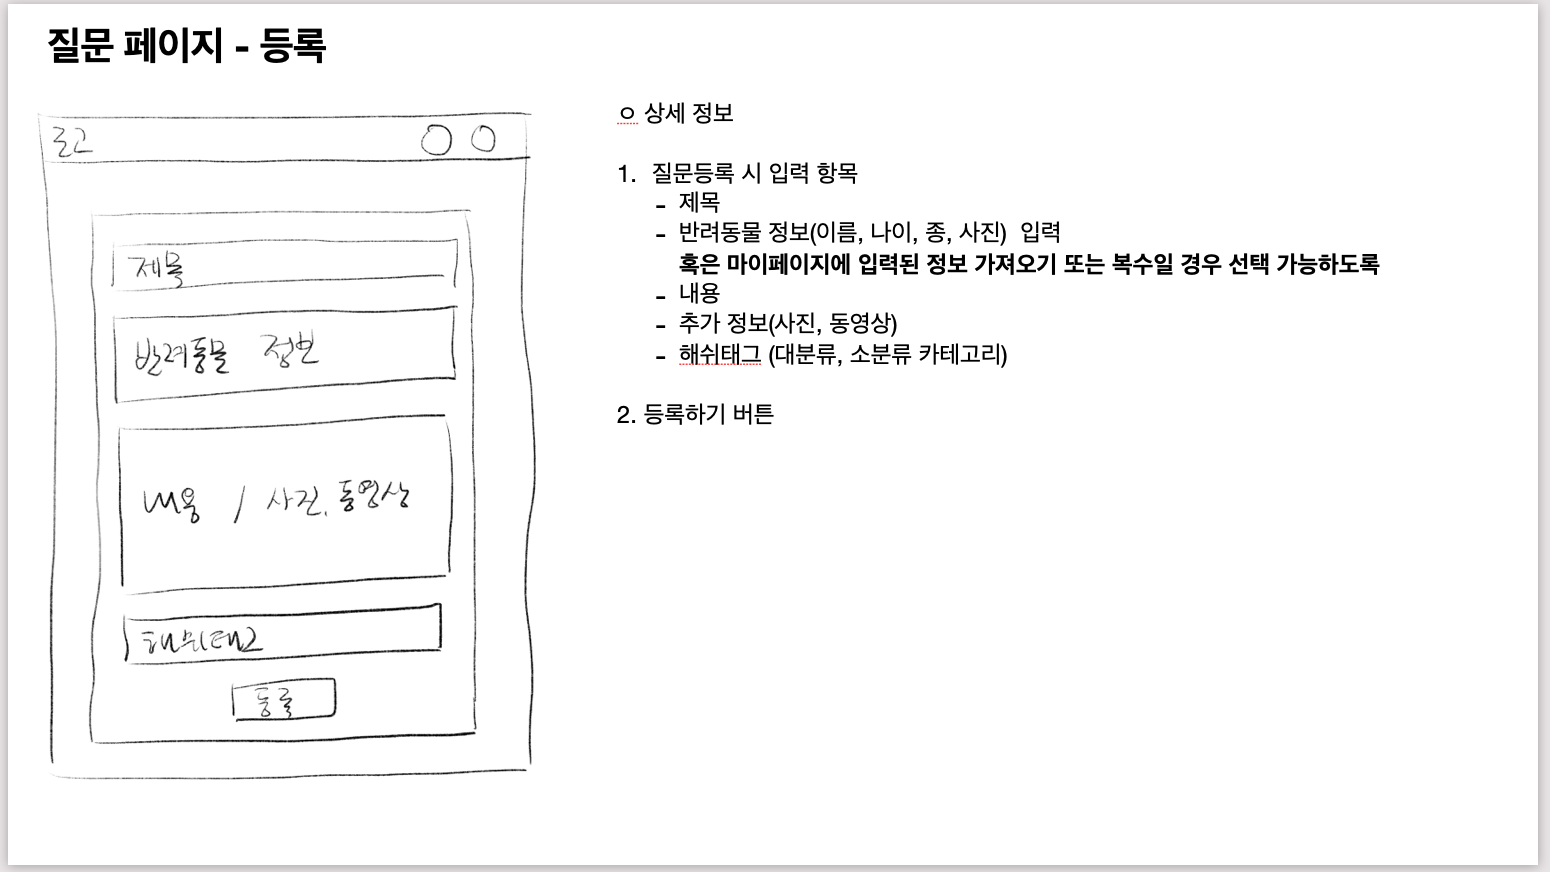 질문 페이지 - 등록
로고
제목
반려동물 정보
내용 / 사진, 동영상
해쉬태그
등록
ㅇ 상세 정보
1. 질문등록 시 입력 항목
- 제목
- 반려동물 정보(이름, 나이, 종, 사진) 입력
혹은 마이페이지에 입력된 정보 가져오기 또는 복수일 경우 선택 가능하도록
- 내용
- 추가 정보(사진, 동영상)
- 해쉬태그 (대분류, 소분류 카테고리)
2. 등록하기 버튼